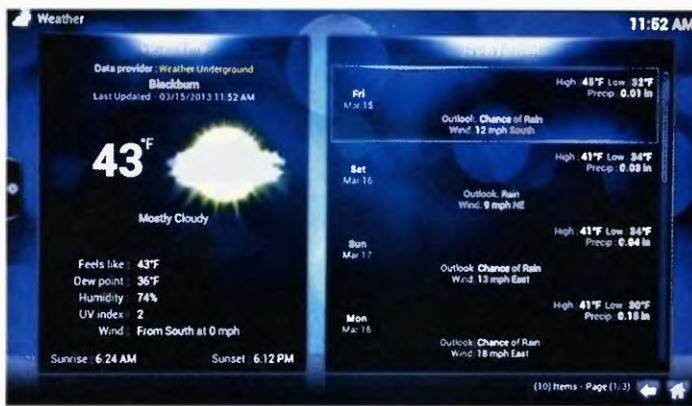 Weather
11:52 AM
Data provider : Weather Underground
Blackburn
Last Updated - 03/15/2013 11:52 AM
43°F
Mostly Cloudy
Feels like : 43°F
Dew point : 36°F
Humidity : 74%
UV index : 2
Wind : From South at 0 mph
Sunrise : 6:24 AM
Sunset : 6:12 PM
Fri
Mar 15
High : 45°F Low : 32°F
Precip : 0.01 in
Outlook: Chance of Rain
Wind: 12 mph South
Sat
Mar 16
High : 41°F Low : 34°F
Precip : 0.03 in
Outlook: Rain
Wind: 9 mph NE
Sun
Mar 17
High : 41°F Low : 34°F
Precip : 0.04 in
Outlook: Chance of Rain
Wind: 13 mph East
Mon
High : 41°F Low : 30°F
Precip : 0.15 in
Outlook: Chance of Rain
Wind: 18 mph East
(10) Items - Page (1/3)